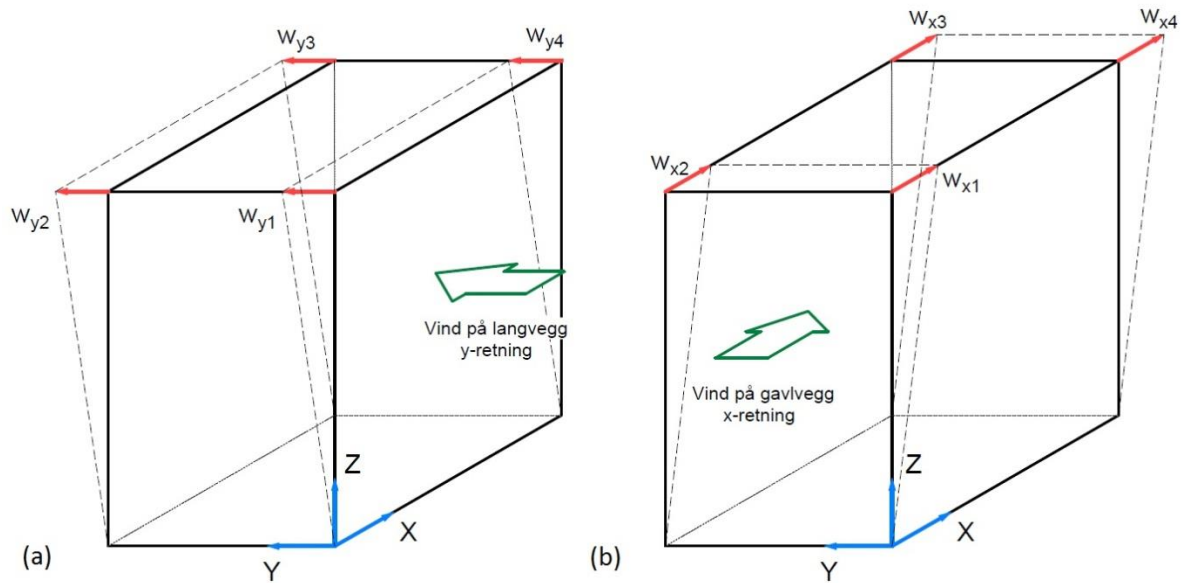 w_y3
w_y4
w_y2
w_y1
Vind på langvegg
y-retning
Z
X
Y
(a)
w_x3
w_x4
w_x2
w_x1
Vind på gavlvegg
x-retning
Z
X
Y
(b)